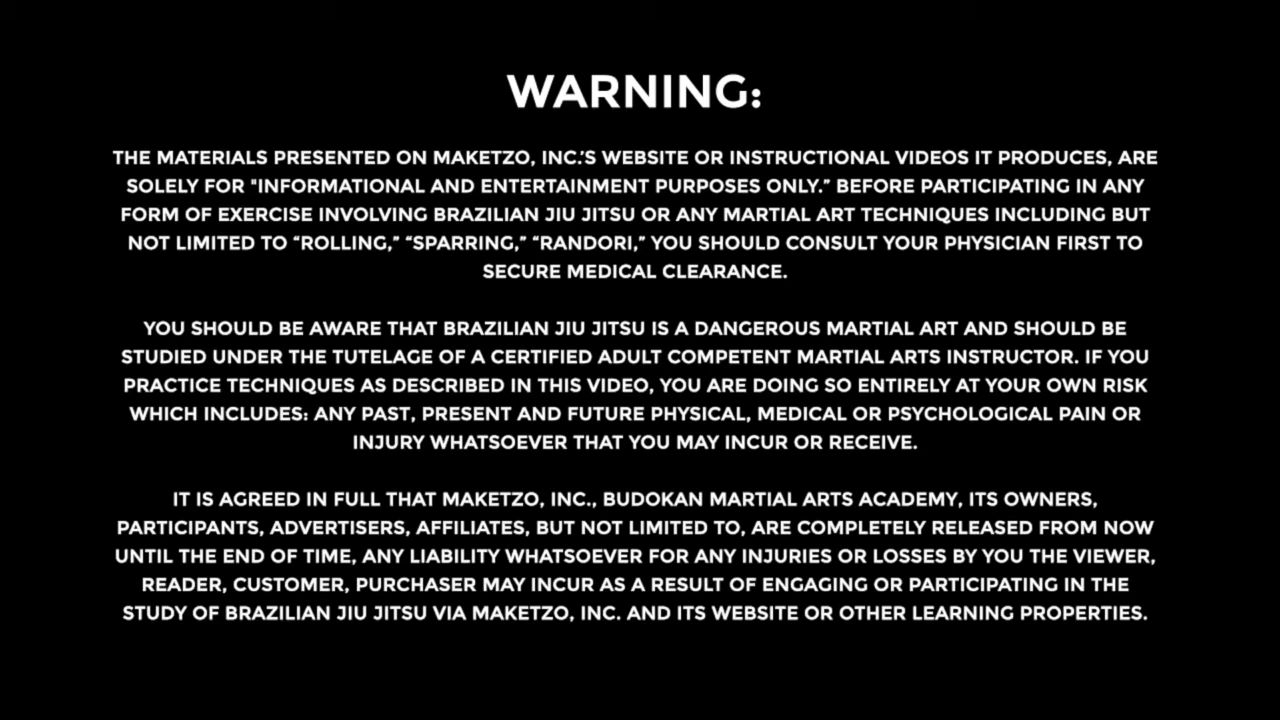 WARNING:
THE MATERIALS PRESENTED ON MAKETZO, INC.'S WEBSITE OR INSTRUCTIONAL VIDEOS IT PRODUCES, ARE
SOLELY FOR "INFORMATIONAL AND ENTERTAINMENT PURPOSES ONLY.” BEFORE PARTICIPATING IN ANY
FORM OF EXERCISE INVOLVING BRAZILIAN JIU JITSU OR ANY MARTIAL ART TECHNIQUES INCLUDING BUT
NOT LIMITED TO “ROLLING,” “SPARRING,” “RANDORI,” YOU SHOULD CONSULT YOUR PHYSICIAN FIRST TO
SECURE MEDICAL CLEARANCE.
YOU SHOULD BE AWARE THAT BRAZILIAN JIU JITSU IS A DANGEROUS MARTIAL ART AND SHOULD BE
STUDIED UNDER THE TUTELAGE OF A CERTIFIED ADULT COMPETENT MARTIAL ARTS INSTRUCTOR. IF YOU
PRACTICE TECHNIQUES AS DESCRIBED IN THIS VIDEO, YOU ARE DOING SO ENTIRELY AT YOUR OWN RISK
WHICH INCLUDES: ANY PAST, PRESENT AND FUTURE PHYSICAL, MEDICAL OR PSYCHOLOGICAL PAIN OR
INJURY WHATSOEVER THAT YOU MAY INCUR OR RECEIVE.
IT IS AGREED IN FULL THAT MAKETZO, INC., BUDOKAN MARTIAL ARTS ACADEMY, ITS OWNERS,
PARTICIPANTS, ADVERTISERS, AFFILIATES, BUT NOT LIMITED TO, ARE COMPLETELY RELEASED FROM NOW
UNTIL THE END OF TIME, ANY LIABILITY WHATSOEVER FOR ANY INJURIES OR LOSSES BY YOU THE VIEWER,
READER, CUSTOMER, PURCHASER MAY INCUR AS A RESULT OF ENGAGING OR PARTICIPATING IN THE
STUDY OF BRAZILIAN JIU JITSU VIA MAKETZO, INC. AND ITS WEBSITE OR OTHER LEARNING PROPERTIES.